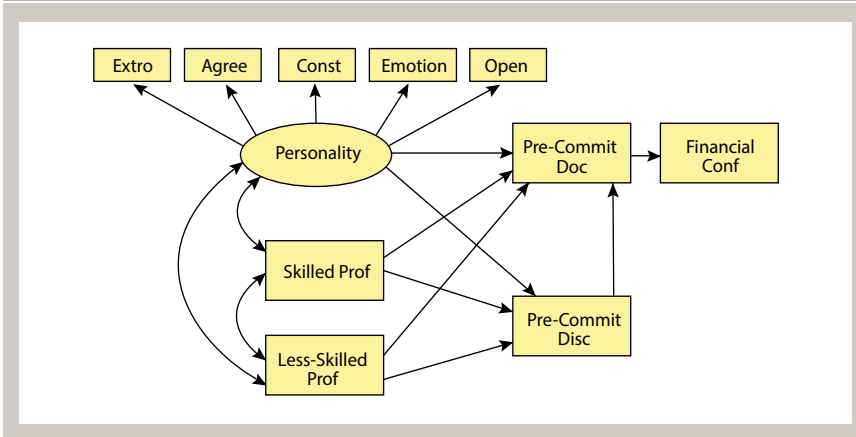 Extro
Agree
Const
Emotion
Open
Personality
Pre-Commit
Doc
Financial
Conf
Skilled Prof
Pre-Commit
Disc
Less-Skilled
Prof